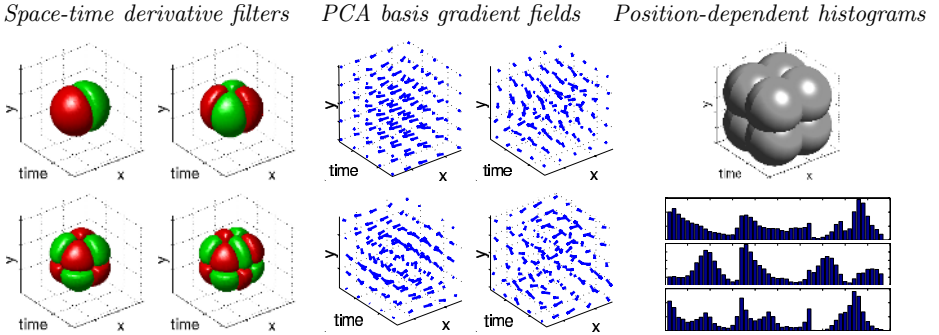 Space-time derivative filters
PCA basis gradient fields
Position-dependent histograms
y
time
x
y
time
x
y
time
x
y
time
x
y
time
x
y
time
x
y
time
x
y
time
x
y
time
x